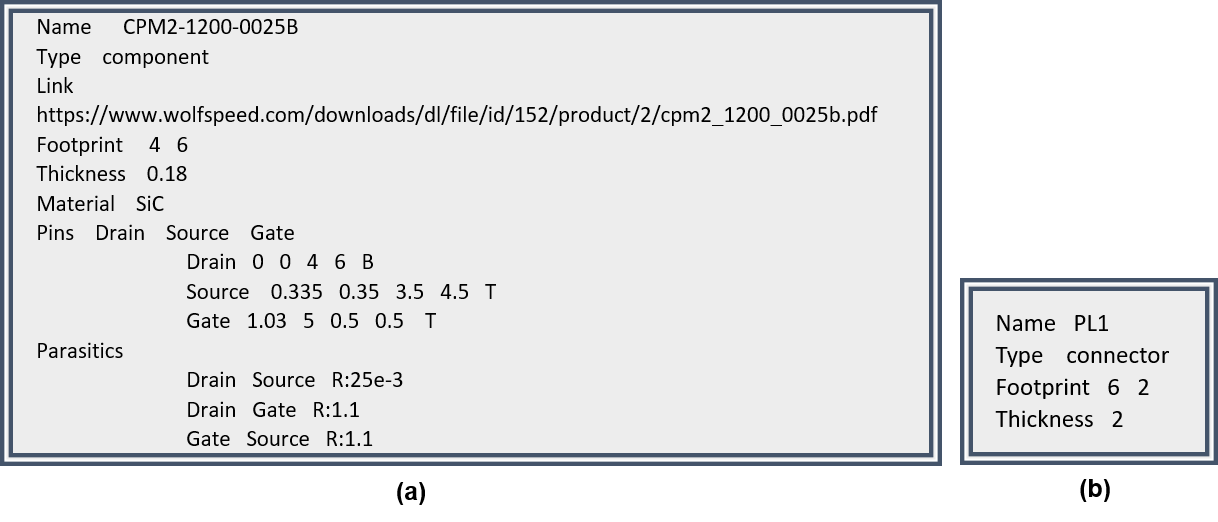 Name CPM2-1200-0025B
Type component
Link
https://www.wolfspeed.com/downloads/dl/file/id/152/product/2/cpm2_1200_0025b.pdf
Footprint 4 6
Thickness 0.18
Material SiC
Pins Drain Source Gate
Drain 0 0 4 6 B
Source 0.335 0.35 3.5 4.5 T
Gate 1.03 5 0.5 0.5 T
Parasitics
Drain Source R:25e-3
Drain Gate R:1.1
Gate Source R:1.1
(a)
Name PL1
Type connector
Footprint 6 2
Thickness 2
(b)